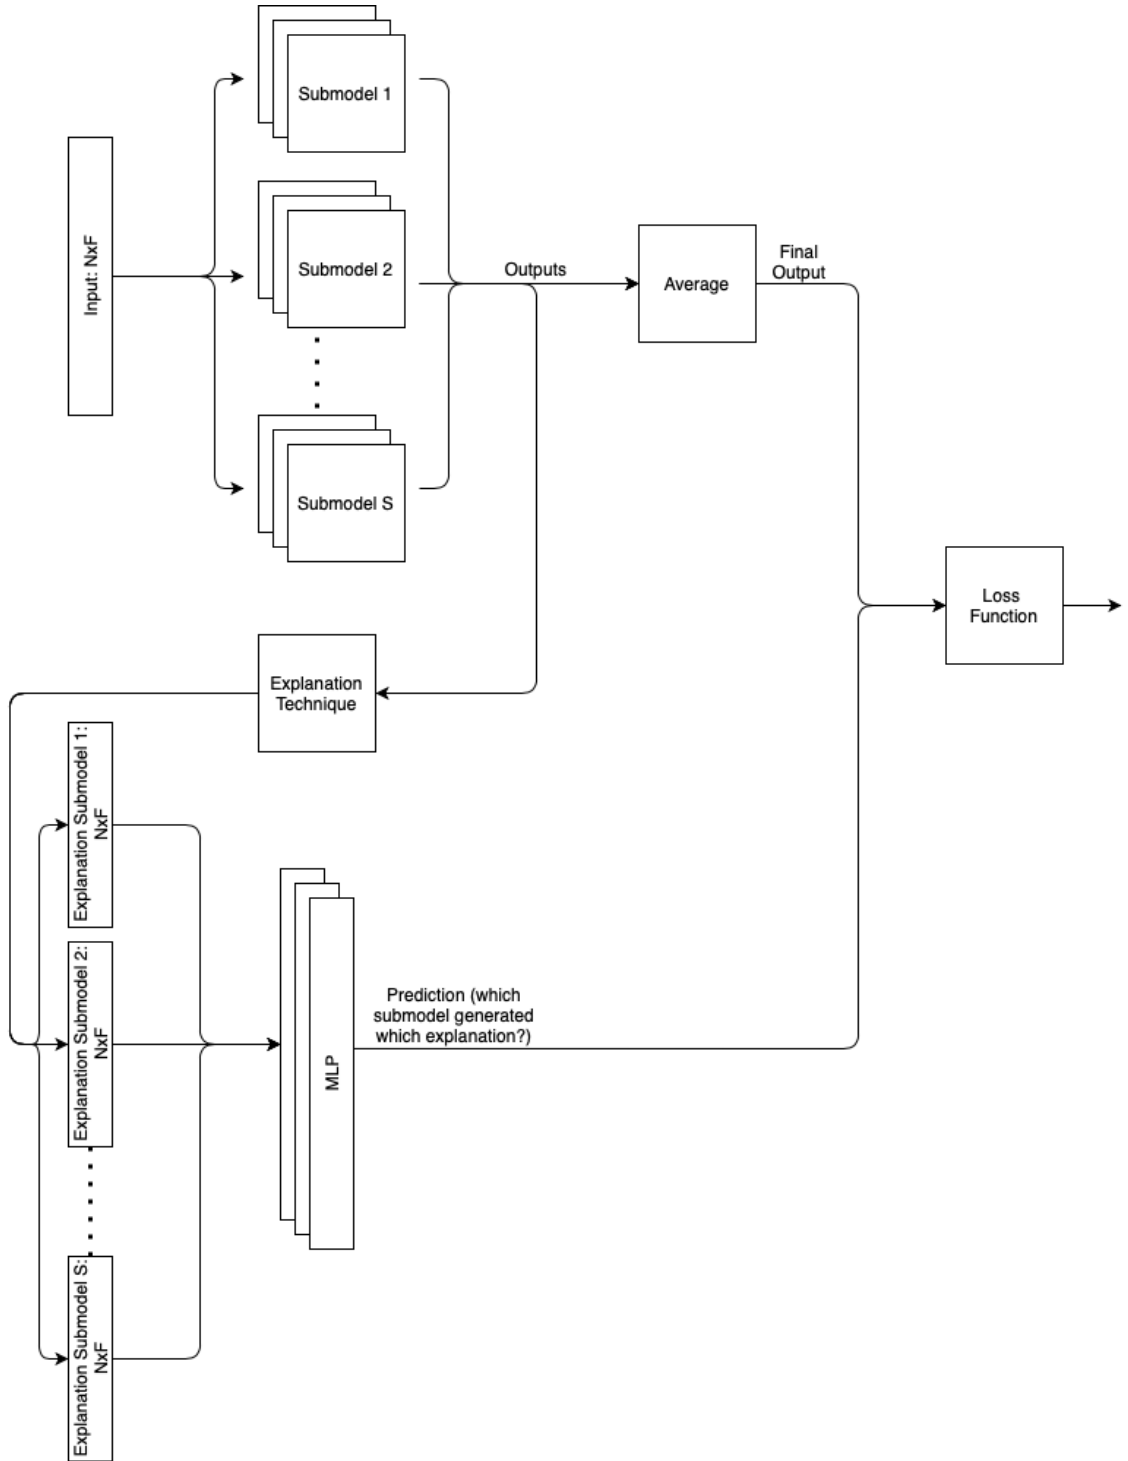 Submodel 1
Input: NxF
Submodel 2
Outputs
Average
Final
Output
Submodel S
Loss
Function
Explanation
Technique
Explanation Submodel 1:
NxF
Explanation Submodel 2:
NxF
Prediction (which
submodel generated
which explanation?)
MLP
Explanation Submodel S:
NxF